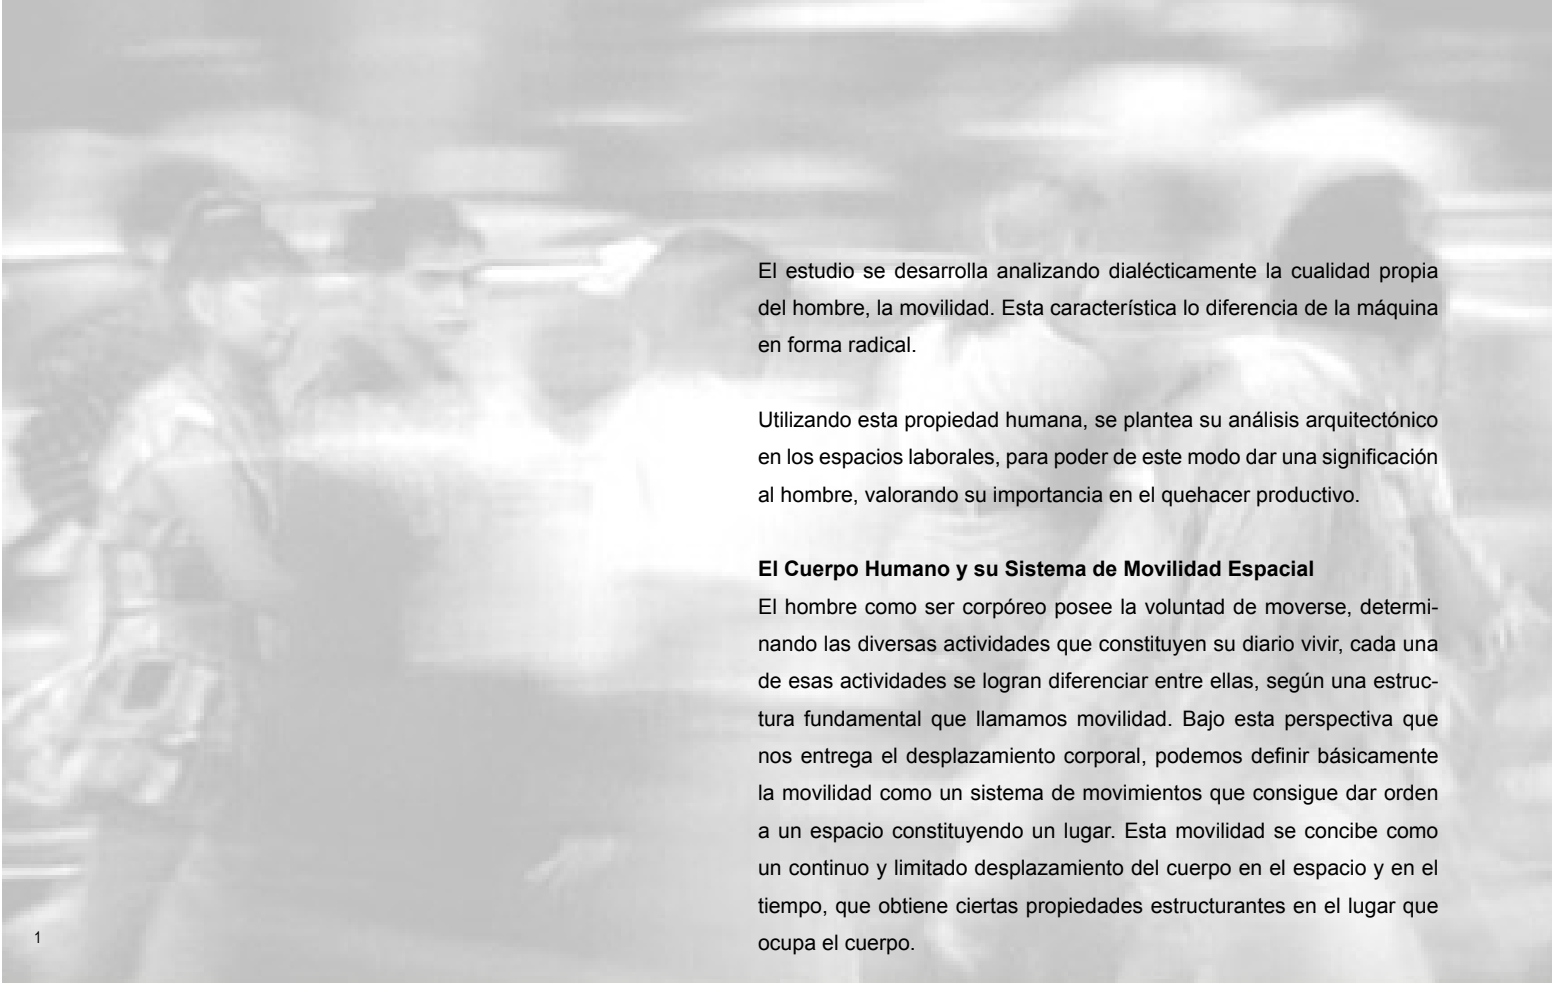 El estudio se desarrolla analizando dialécticamente la cualidad propia
del hombre, la movilidad. Esta característica lo diferencia de la máquina
en forma radical.
Utilizando esta propiedad humana, se plantea su análisis arquitectónico
en los espacios laborales, para poder de este modo dar una significación
al hombre, valorando su importancia en el quehacer productivo.
El Cuerpo Humano y su Sistema de Movilidad Espacial
El hombre como ser corpóreo posee la voluntad de moverse, determi-
nando las diversas actividades que constituyen su diario vivir, cada una
de esas actividades se logran diferenciar entre ellas, según una estruc-
tura fundamental que llamamos movilidad. Bajo esta perspectiva que
nos entrega el desplazamiento corporal, podemos definir básicamente
la movilidad como un sistema de movimientos que consigue dar orden
a un espacio constituyendo un lugar. Esta movilidad se concibe como
un continuo y limitado desplazamiento del cuerpo en el espacio y en el
tiempo, que obtiene ciertas propiedades estructurantes en el lugar que
ocupa el cuerpo.
1